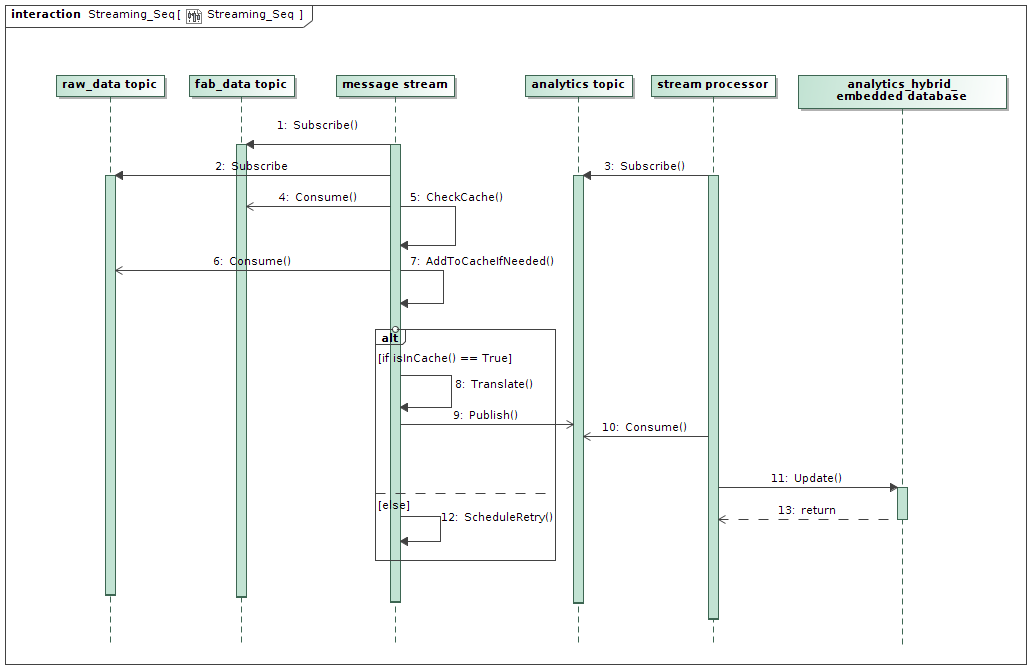 interaction Streaming_Seq[ Streaming_Seq ]
raw_data topic
fab_data topic
message stream
analytics topic
stream processor
analytics_hybrid_
embedded database
1: Subscribe()
2: Subscribe
3: Subscribe()
4: Consume()
5: CheckCache()
6: Consume()
7: AddToCacheIfNeeded()
alt
[if isInCache() == True]
8: Translate()
9: Publish()
10: Consume()
11: Update()
[else]
12: ScheduleRetry()
13: return